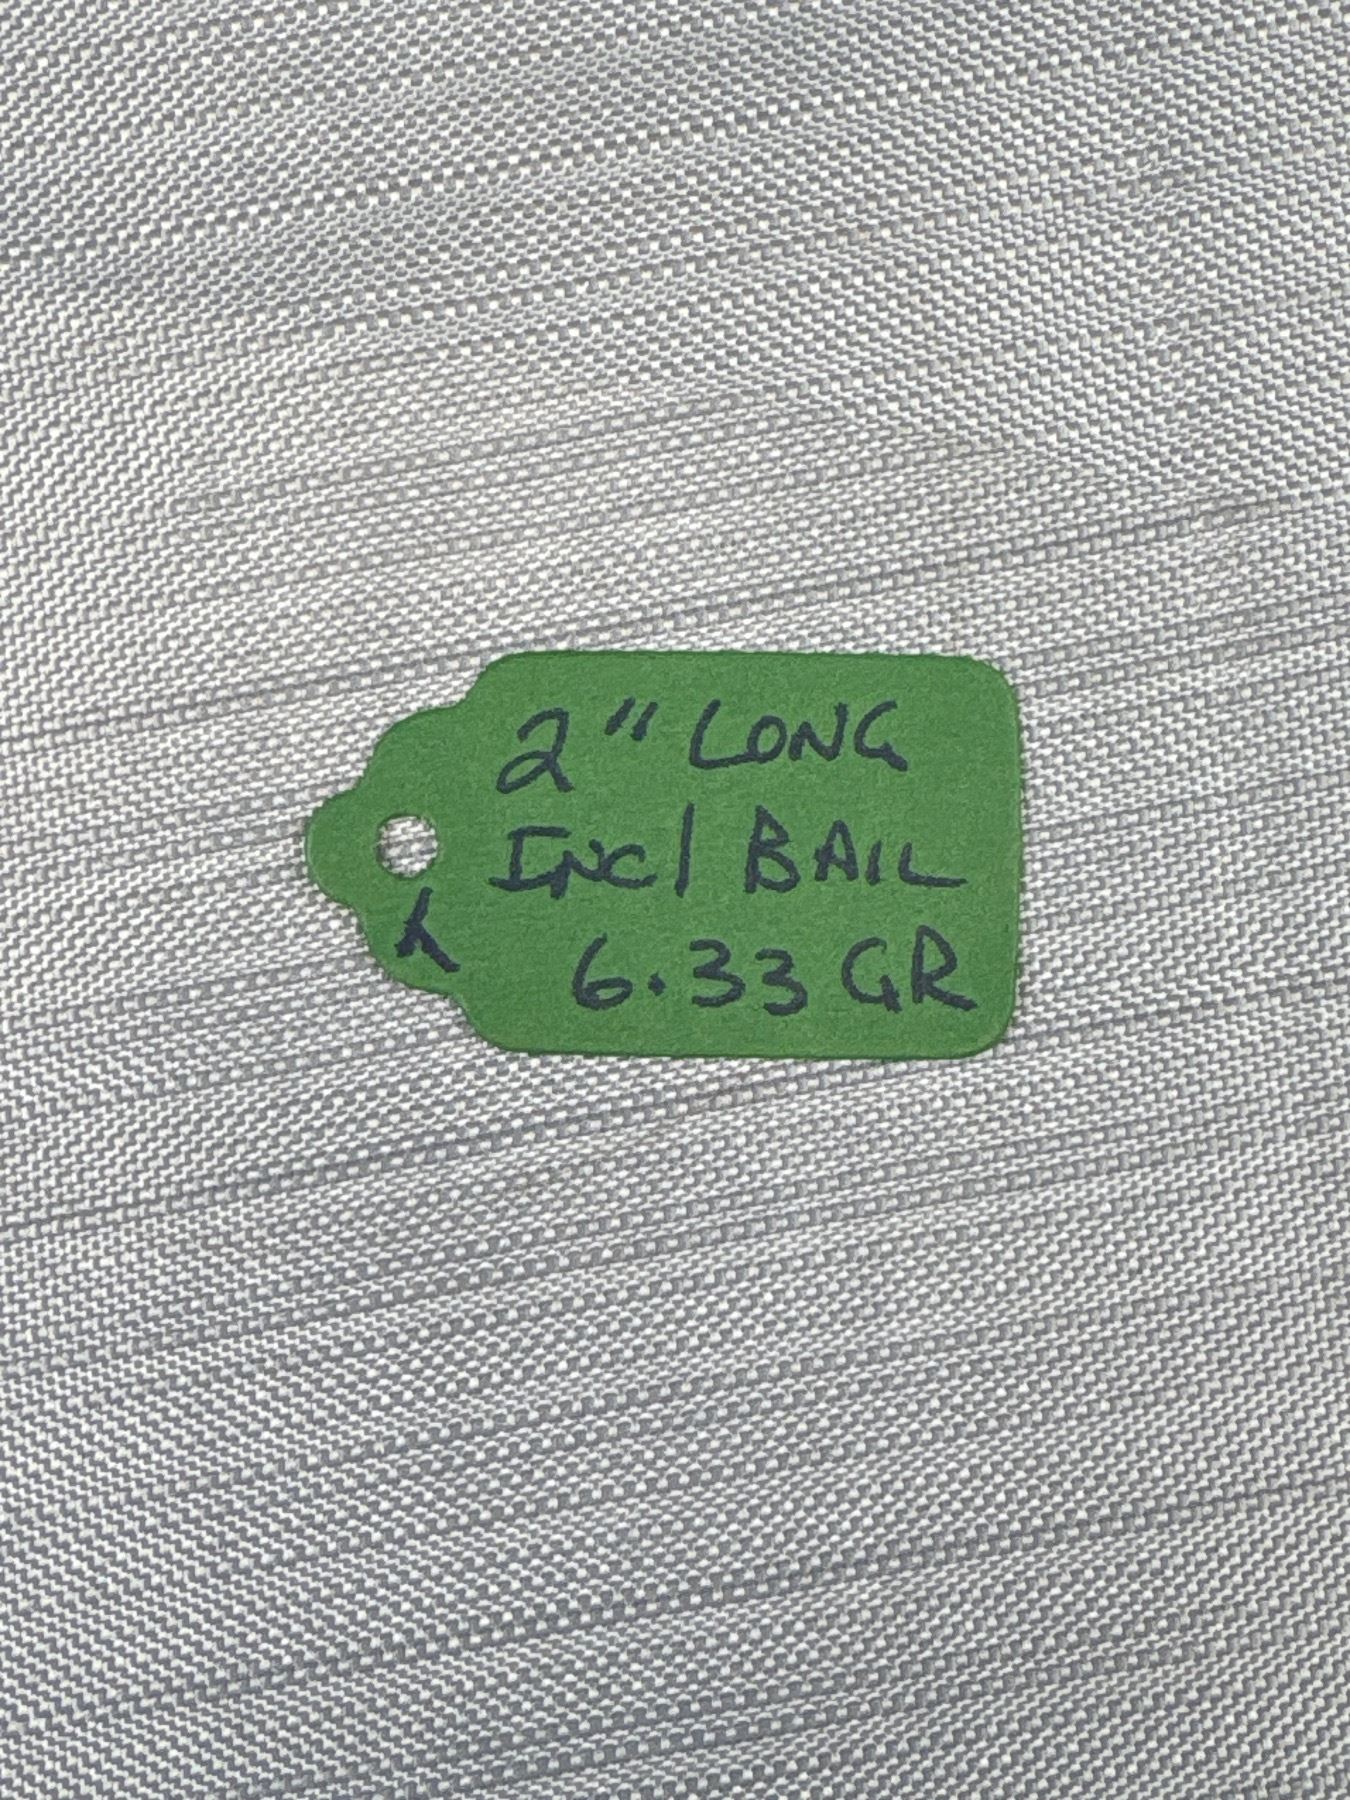 2" LONG
INCl BAIL
6.33 GR